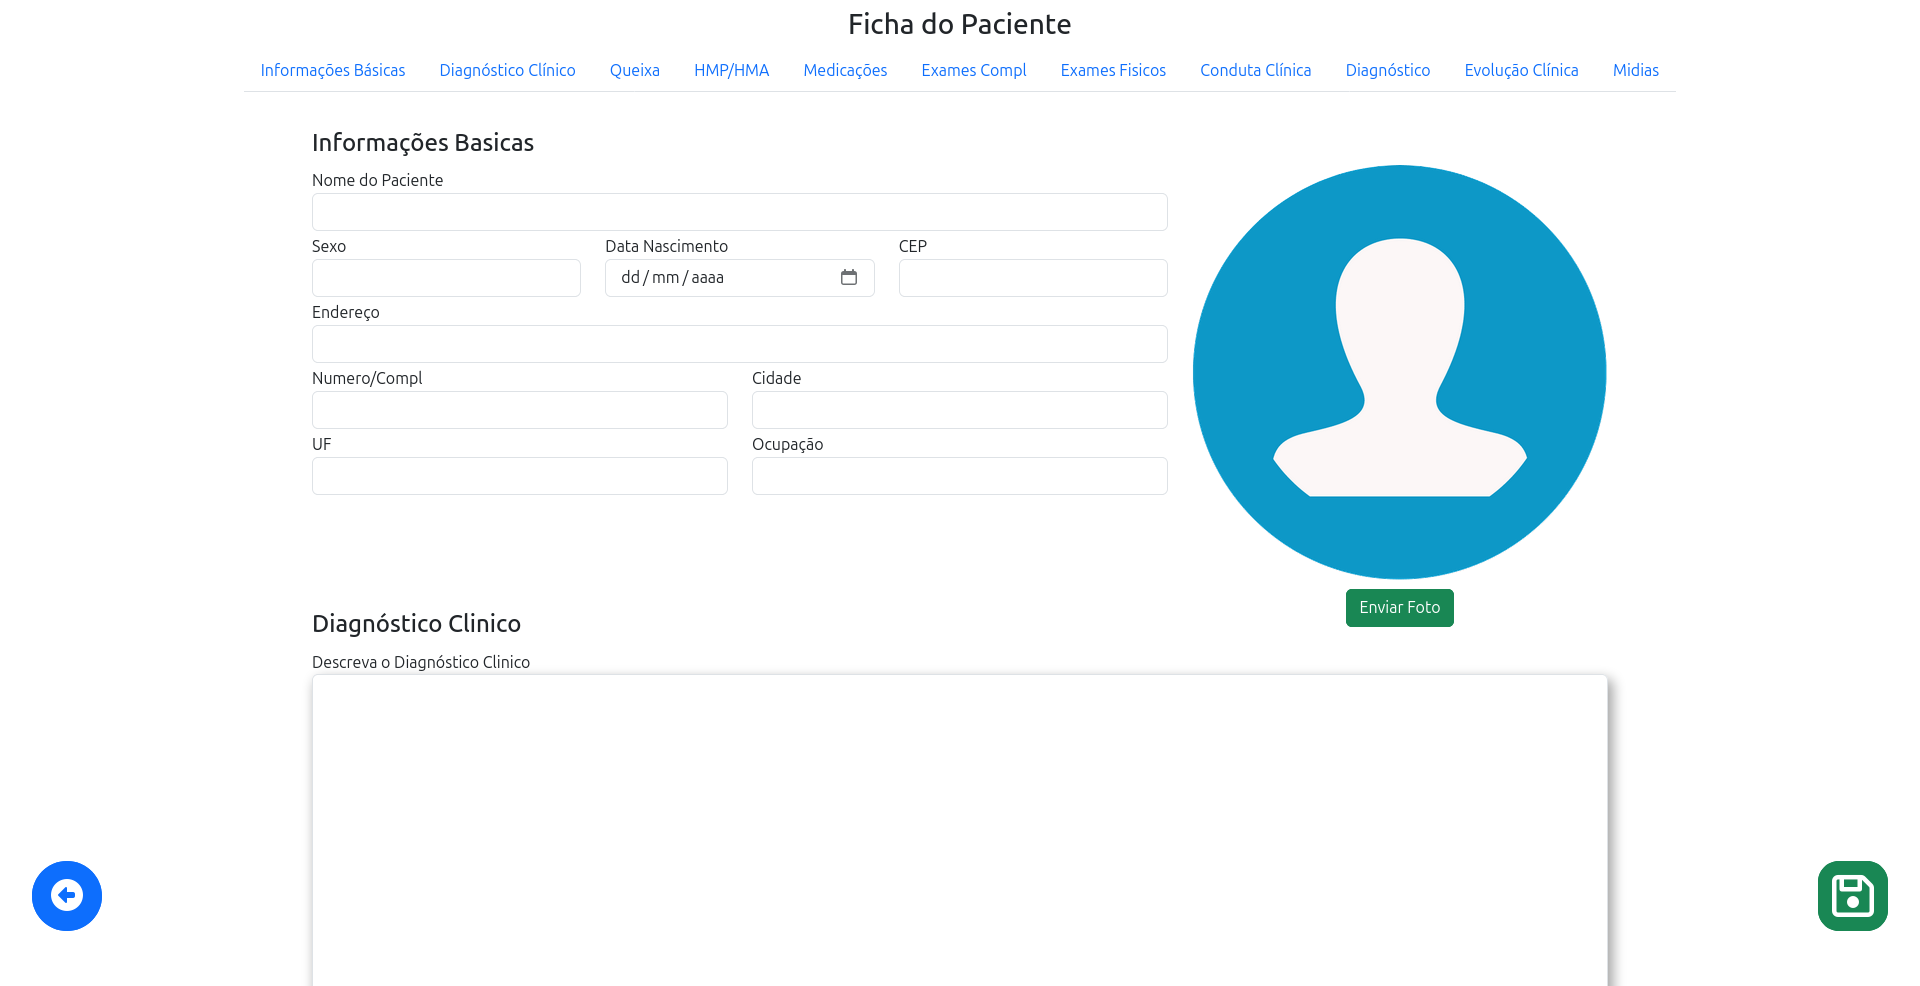 Ficha do Paciente
Informações Básicas Diagnóstico Clínico Queixa HMP/HMA Medicações Exames Compl Exames Fisicos Conduta Clínica Diagnóstico Evolução Clínica Midias
Informações Basicas
Nome do Paciente
Sexo Data Nascimento CEP
dd / mm / aaaa
Endereço
Numero/Compl Cidade
UF Ocupação
Enviar Foto
Diagnóstico Clinico
Descreva o Diagnóstico Clinico